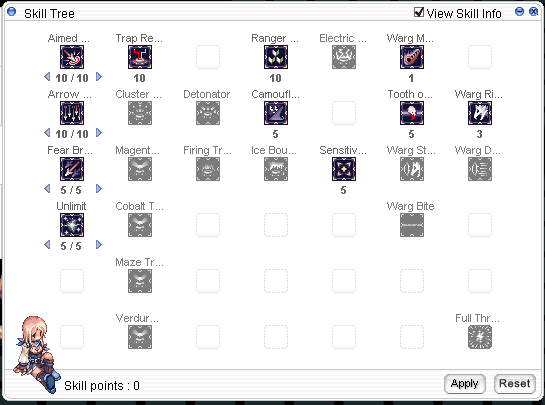 Skill Tree View Skill Info
Aimed ... Trap Re... Ranger ... Electric ... Warg M...
10 / 10 10 10 1
Arrow ... Cluster ... Detonator Camoufl... Tooth o... Warg Ri...
10 / 10 5 5 3
Fear Br... Magent... Firing Tr... Ice Bou... Sensitiv... Warg St... Warg D...
5 / 5 5
Unlimit Cobalt T... Warg Bite
5 / 5
Maze Tr...
Verdur... Full Thr...
Skill points : 0 Apply Reset